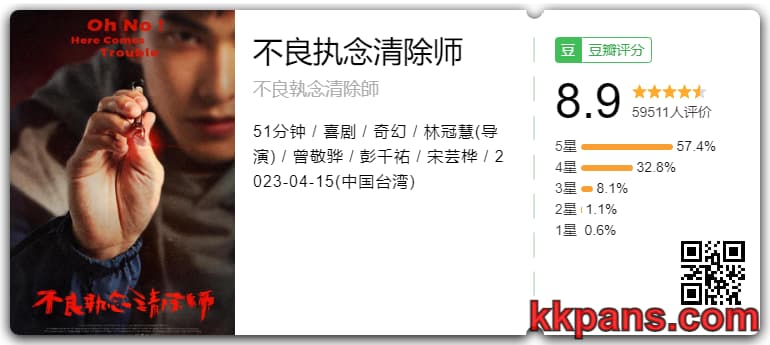 Oh No!
Here Comes
Trouble
不良執念清除師
不良执念清除师
不良執念清除師
51分钟 / 喜剧 / 奇幻 / 林冠慧(导
演) / 曾敬骅 / 彭千祐 / 宋芸桦 / 2
023-04-15(中国台湾)
豆 豆瓣评分
8.9
59511人评价
5星 57.4%
4星 32.8%
3星 8.1%
2星 1.1%
1星 0.6%
kkpans.com